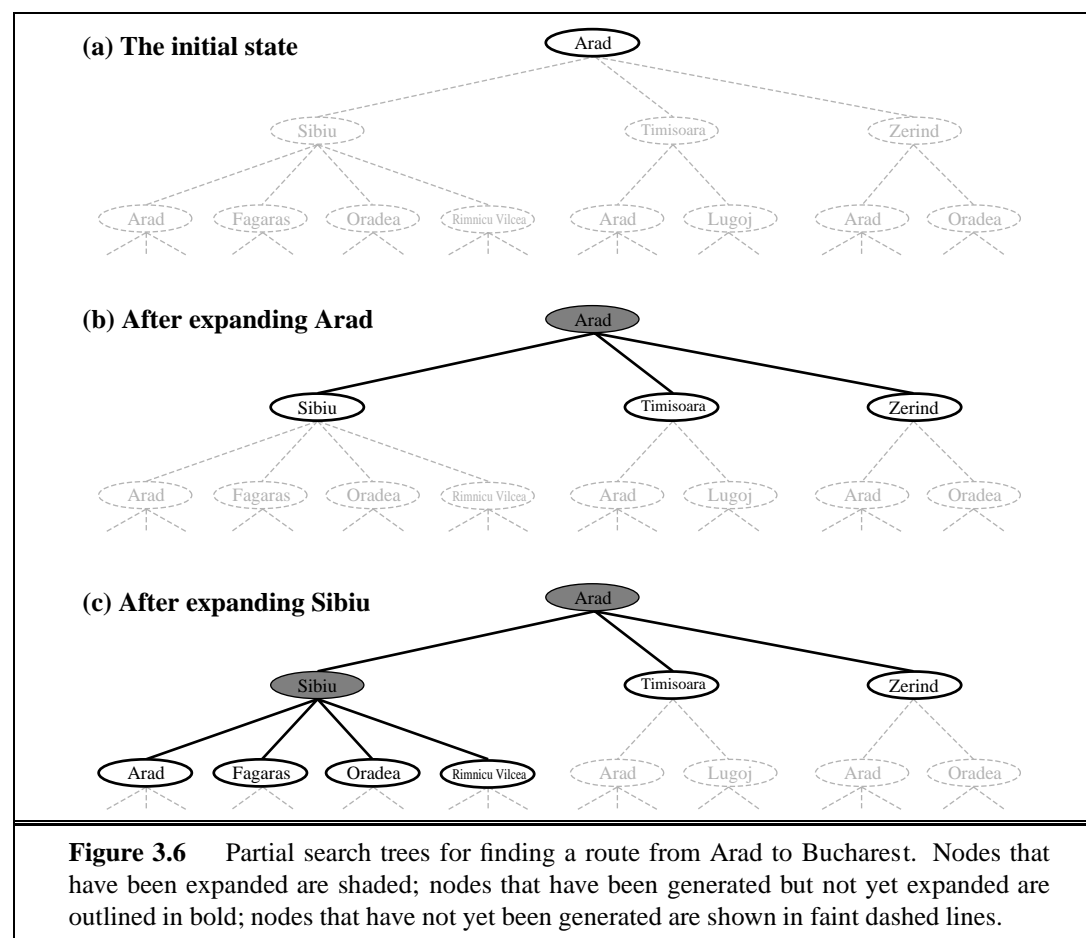 (a) The initial state
Arad
Sibiu Timisoara Zerind
Arad Fagaras Oradea Rimnicu Vilcea Arad Lugoj Arad Oradea
(b) After expanding Arad
Arad
Sibiu Timisoara Zerind
Arad Fagaras Oradea Rimnicu Vilcea Arad Lugoj Arad Oradea
(c) After expanding Sibiu
Arad
Sibiu Timisoara Zerind
Arad Fagaras Oradea Rimnicu Vilcea Arad Lugoj Arad Oradea
Figure 3.6 Partial search trees for finding a route from Arad to Bucharest. Nodes that
have been expanded are shaded; nodes that have been generated but not yet expanded are
outlined in bold; nodes that have not yet been generated are shown in faint dashed lines.